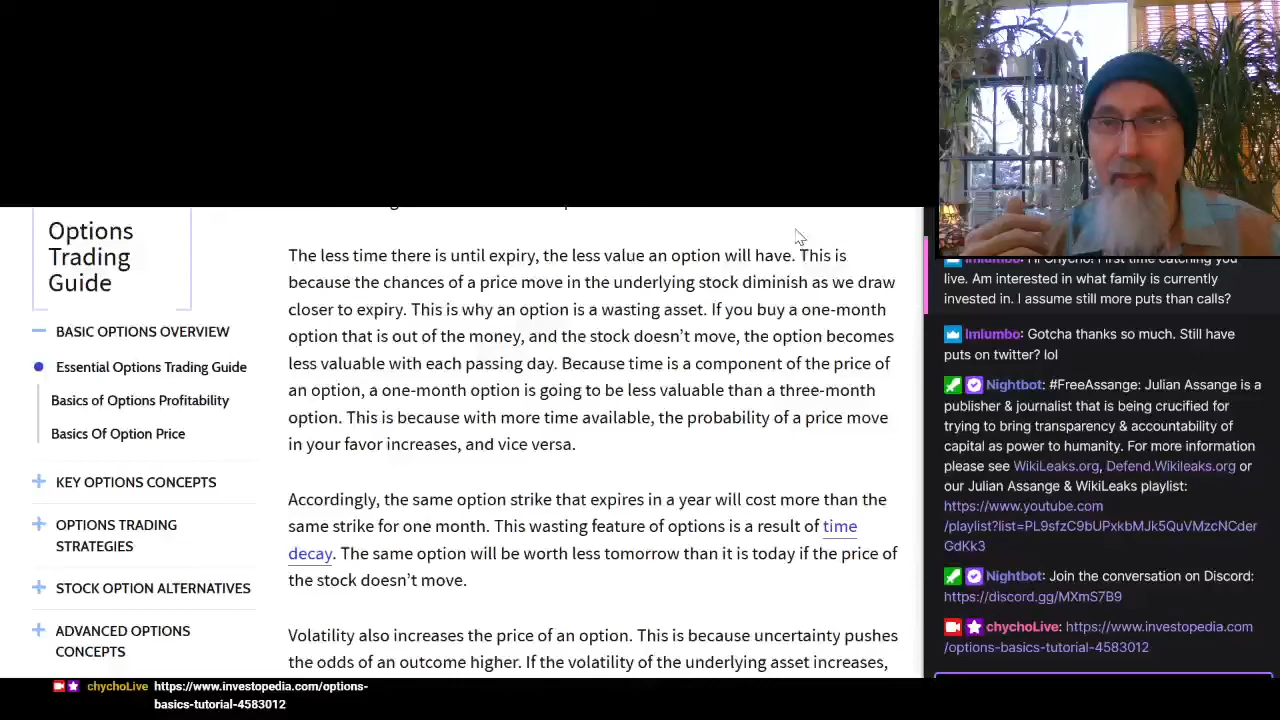 Options
Trading
Guide
BASIC OPTIONS OVERVIEW
Essential Options Trading Guide
Basics of Options Profitability
Basics Of Option Price
KEY OPTIONS CONCEPTS
OPTIONS TRADING
STRATEGIES
STOCK OPTION ALTERNATIVES
ADVANCED OPTIONS
CONCEPTS
The less time there is until expiry, the less value an option will have. This is
because the chances of a price move in the underlying stock diminish as we draw
closer to expiry. This is why an option is a wasting asset. If you buy a one-month
option that is out of the money, and the stock doesn’t move, the option becomes
less valuable with each passing day. Because time is a component of the price of
an option, a one-month option is going to be less valuable than a three-month
option. This is because with more time available, the probability of a price move
in your favor increases, and vice versa.
Accordingly, the same option strike that expires in a year will cost more than the
same strike for one month. This wasting feature of options is a result of time
decay. The same option will be worth less tomorrow than it is today if the price of
the stock doesn’t move.
Volatility also increases the price of an option. This is because uncertainty pushes
the odds of an outcome higher. If the volatility of the underlying asset increases,
Imlumbo: Hi Chycho! First time catching you
live. Am interested in what family is currently
invested in. I assume still more puts than calls?
Imlumbo: Gotcha thanks so much. Still have
puts on twitter? lol
Nightbot: #FreeAssange: Julian Assange is a
publisher & journalist that is being crucified for
trying to bring transparency & accountability of
capital as power to humanity. For more information
please see WikiLeaks.org, Defend.Wikileaks.org or
our Julian Assange & WikiLeaks playlist:
https://www.youtube.com
/playlist?list=PL9sfzC9bUPxkbMJk5QuVMzcNCder
GdKk3
Nightbot: Join the conversation on Discord:
https://discord.gg/MXmS7B9
chychoLive: https://www.investopedia.com
/options-basics-tutorial-4583012
chychoLive https://www.investopedia.com/options-
basics-tutorial-4583012